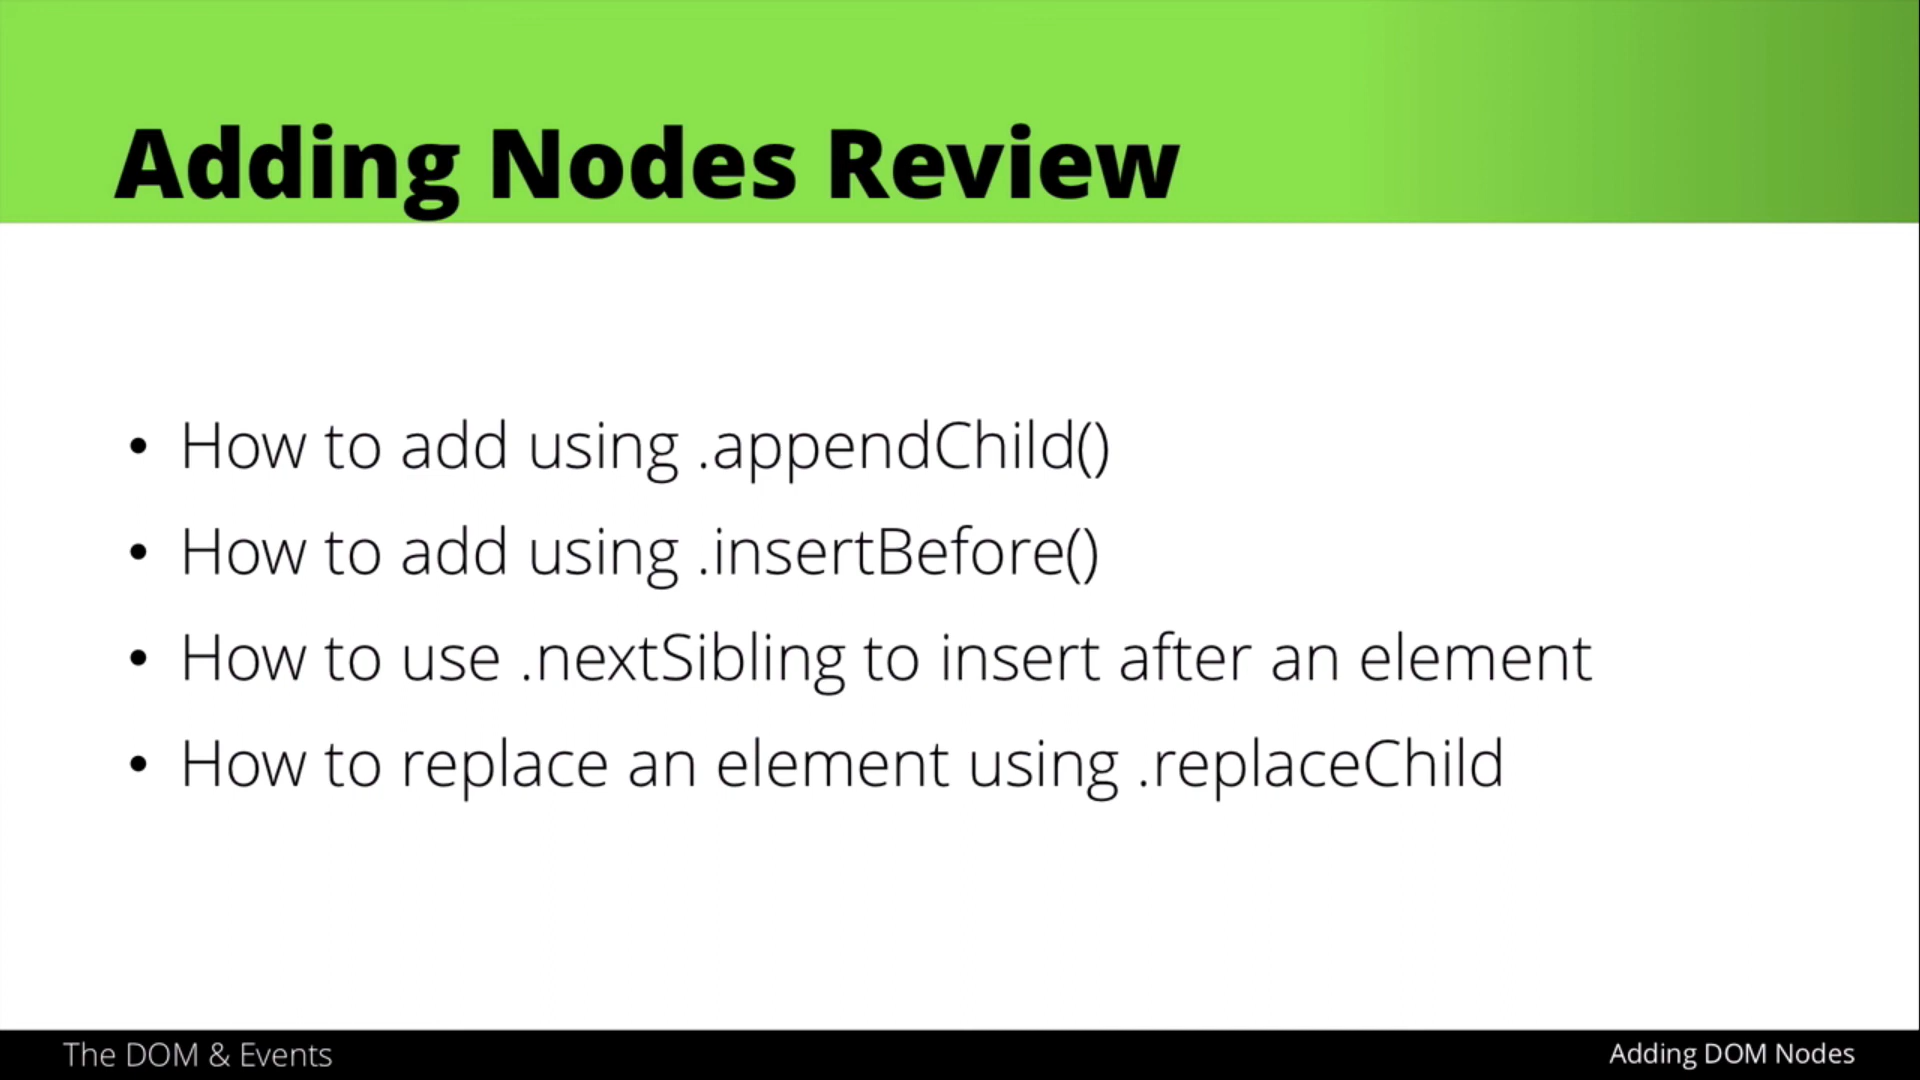 Adding Nodes Review
• How to add using .appendChild()
• How to add using .insertBefore()
• How to use .nextSibling to insert after an element
• How to replace an element using .replaceChild
The DOM & Events
Adding DOM Nodes